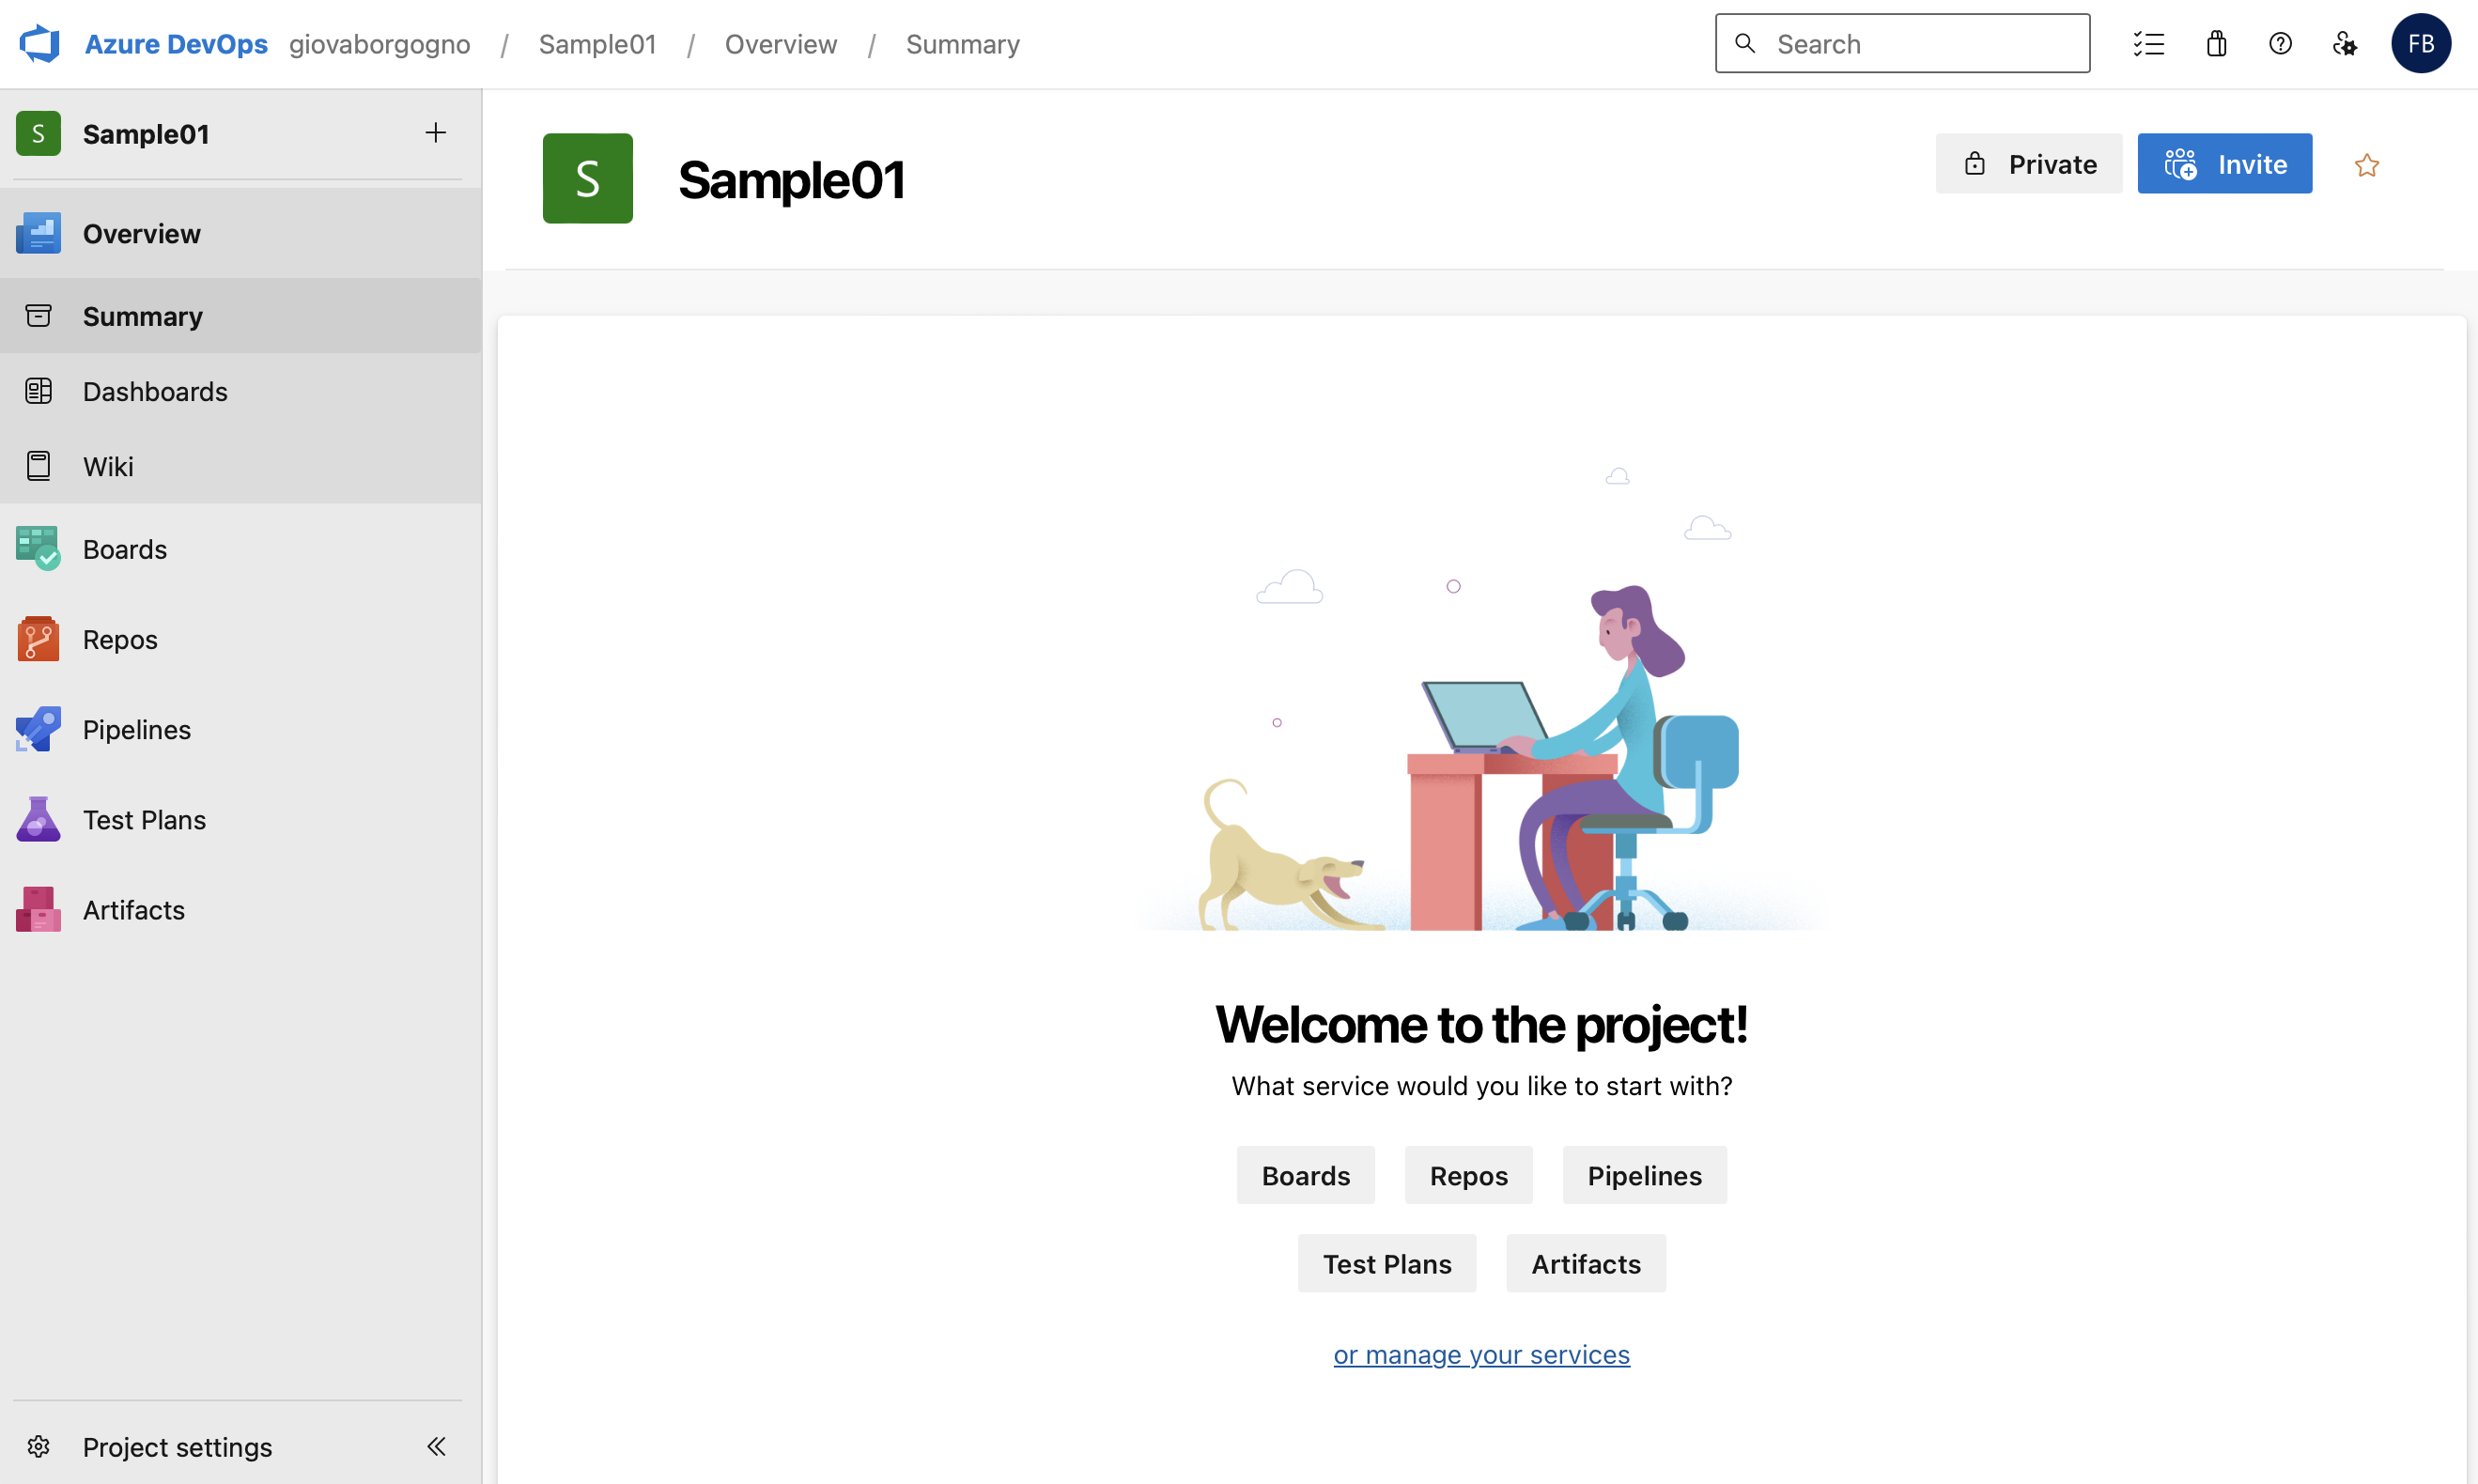 Azure DevOps giovaborgogno / Sample01 / Overview / Summary Search FB
S Sample01
Overview
Summary
Dashboards
Wiki
Boards
Repos
Pipelines
Test Plans
Artifacts
Project settings
S Sample01 Private Invite
Welcome to the project!
What service would you like to start with?
Boards Repos Pipelines
Test Plans Artifacts
or manage your services